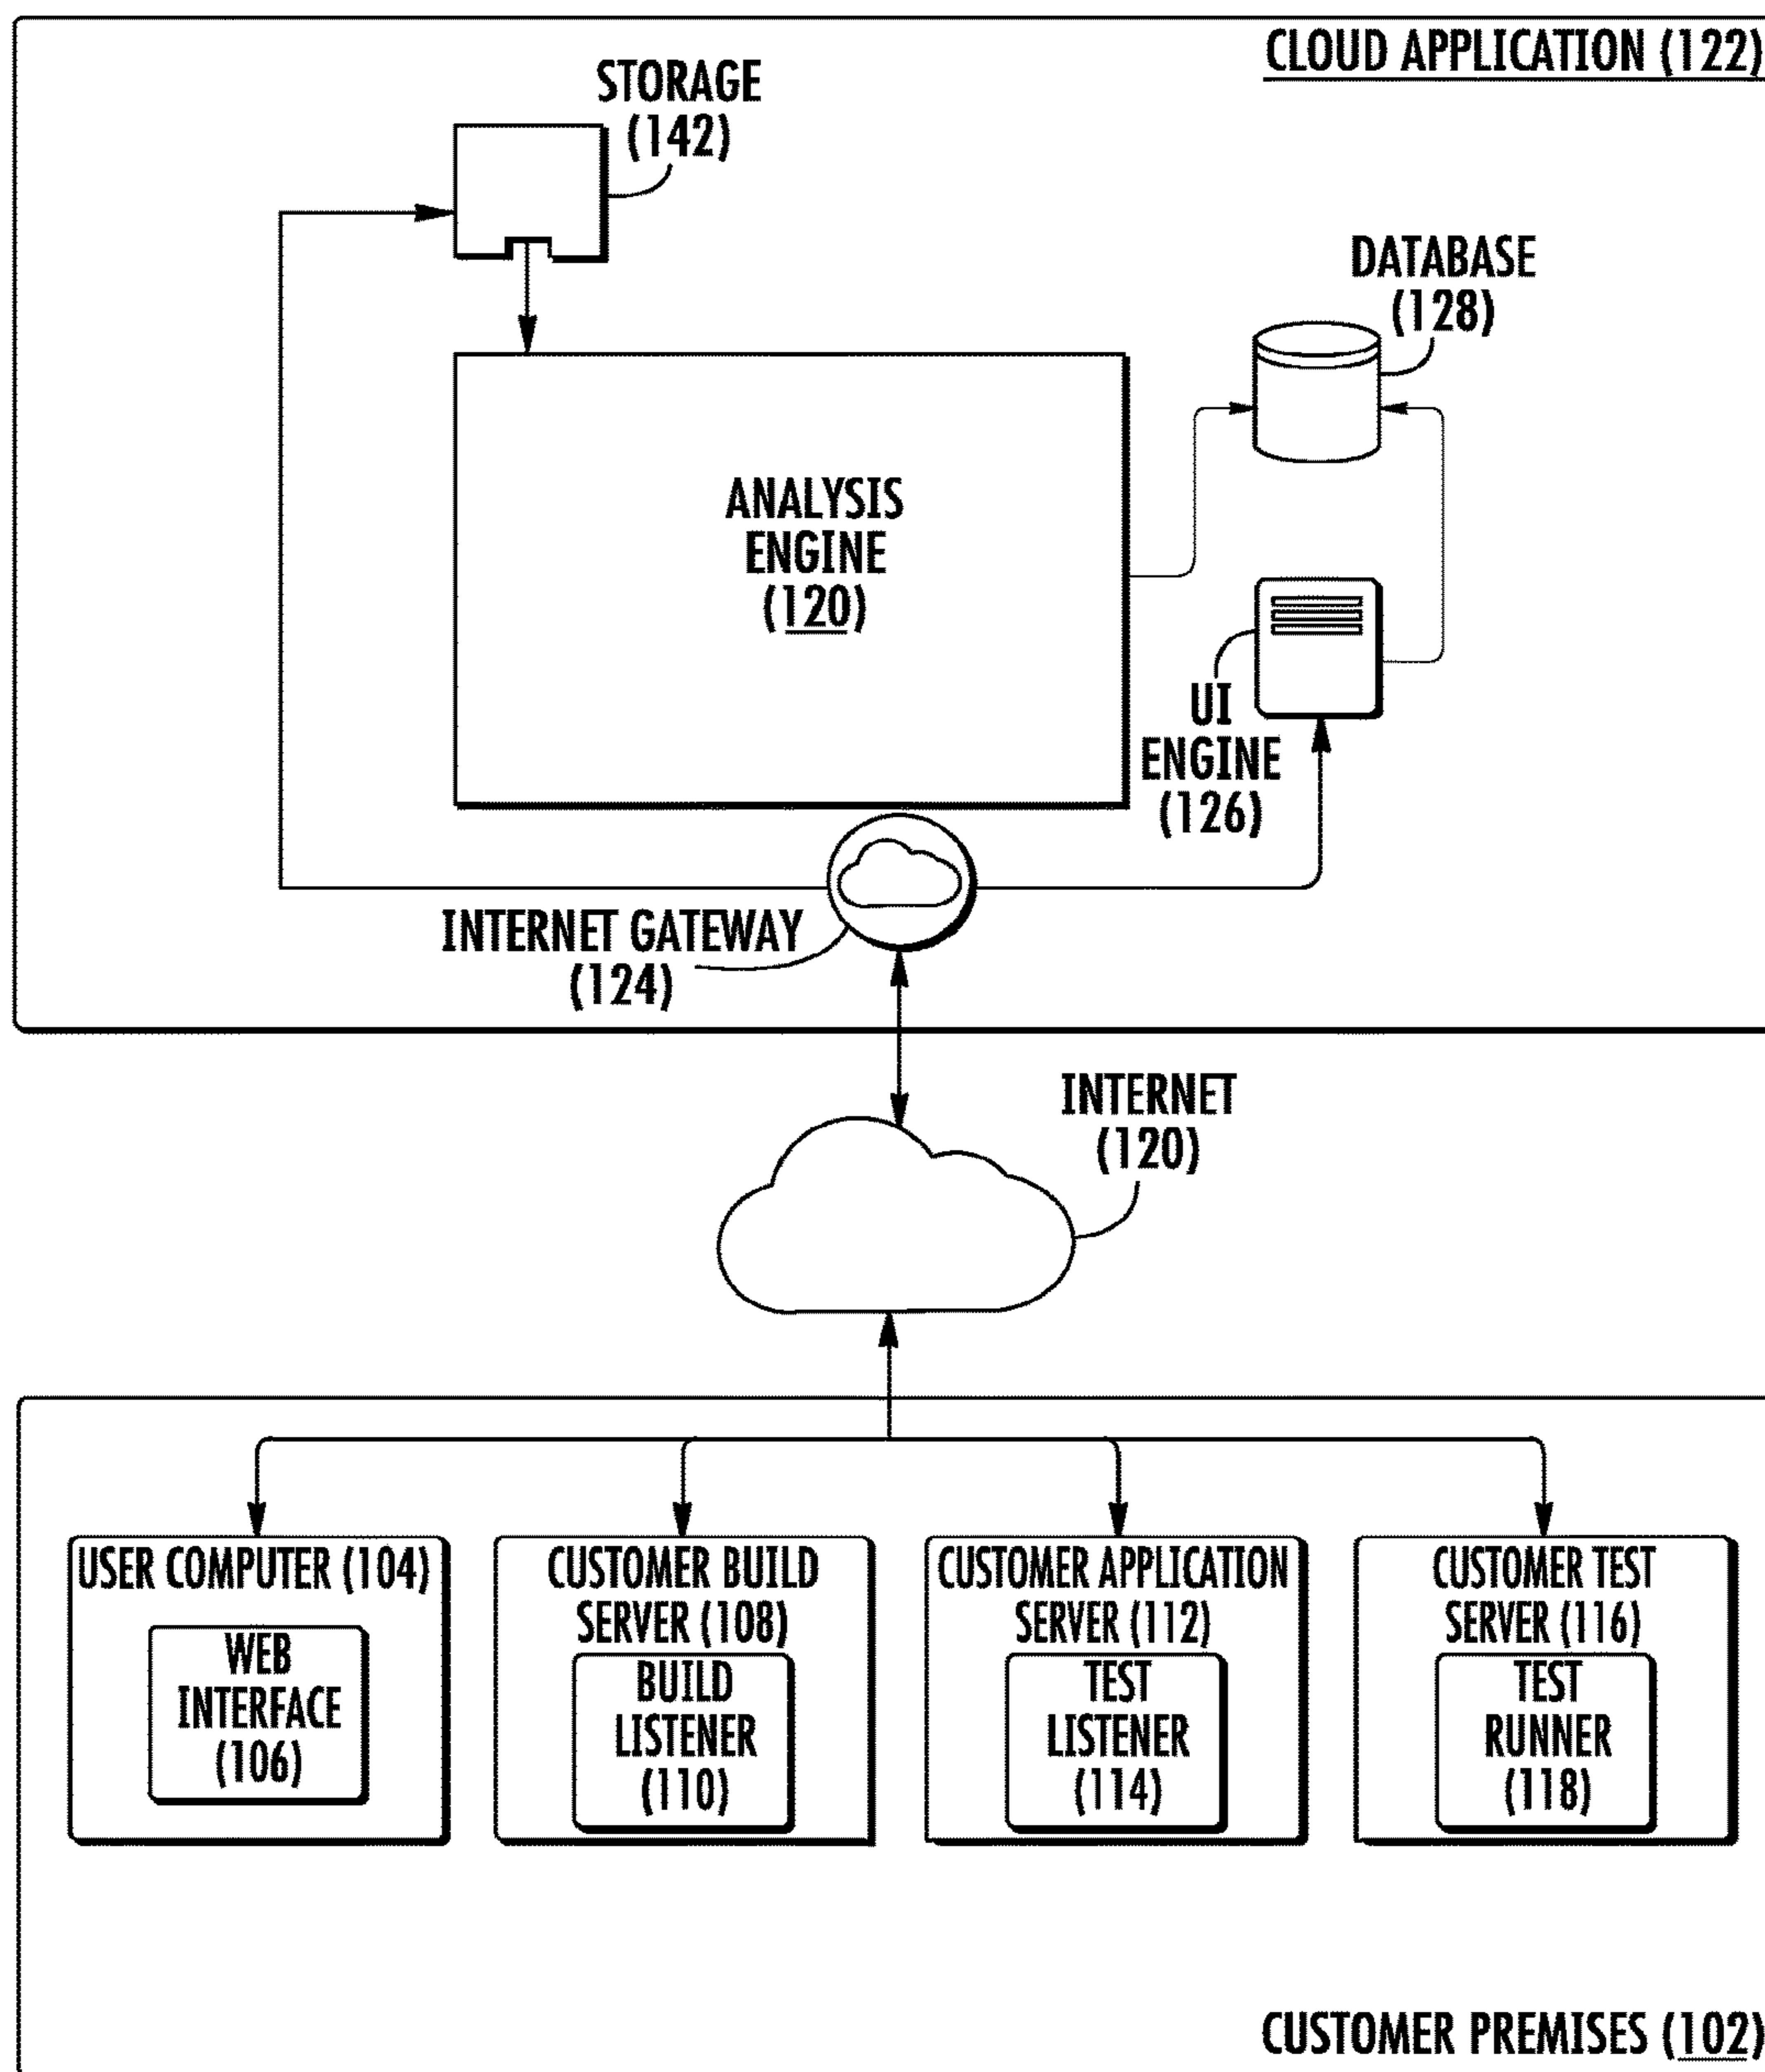 CLOUD APPLICATION (122)
STORAGE
(142)
DATABASE
(128)
ANALYSIS
ENGINE
(120)
UI
ENGINE
(126)
INTERNET GATEWAY
(124)
INTERNET
(120)
USER COMPUTER (104)
WEB
INTERFACE
(106)
CUSTOMER BUILD
SERVER (108)
BUILD
LISTENER
(110)
CUSTOMER APPLICATION
SERVER (112)
TEST
LISTENER
(114)
CUSTOMER TEST
SERVER (116)
TEST
RUNNER
(118)
CUSTOMER PREMISES (102)